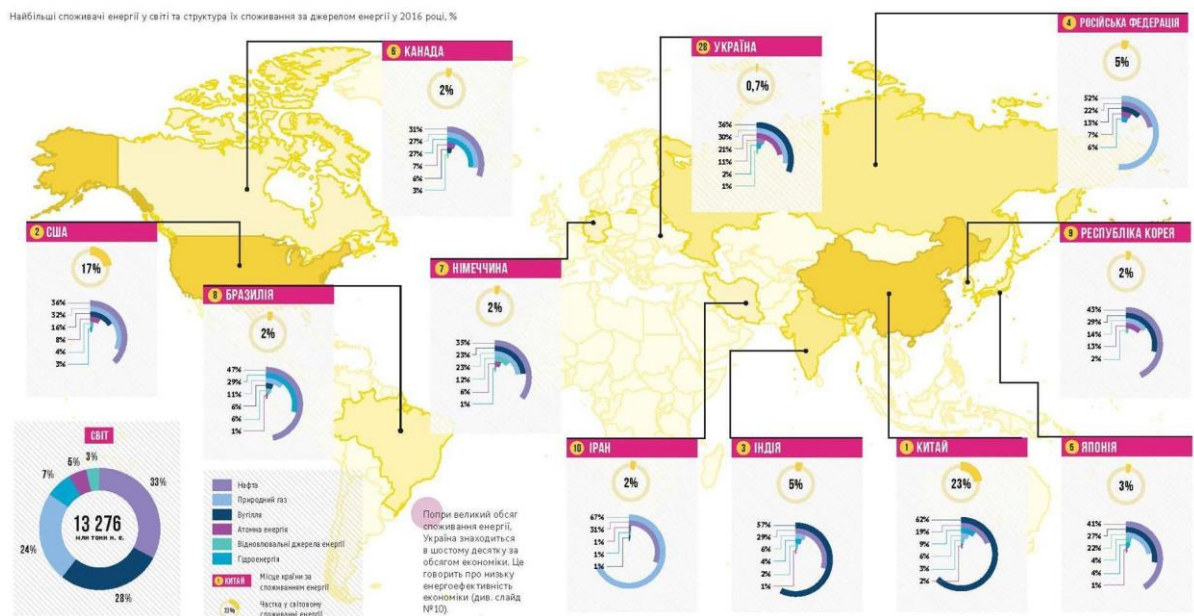 Найбільші споживачі енергії у світі та структура їх споживання за джерелом енергії у 2016 році, %
6 КАНАДА
2%
31%
27%
27%
7%
6%
3%
28 УКРАЇНА
0,7%
36%
30%
21%
11%
2%
1%
4 РОСІЙСЬКА ФЕДЕРАЦІЯ
5%
52%
22%
13%
7%
6%
2 США
17%
36%
32%
16%
8%
4%
3%
8 БРАЗИЛІЯ
2%
47%
29%
11%
6%
6%
1%
7 НІМЕЧЧИНА
2%
35%
23%
23%
12%
6%
1%
9 РЕСПУБЛІКА КОРЕЯ
2%
43%
29%
14%
13%
2%
10 ІРАН
2%
67%
31%
1%
1%
3 ІНДІЯ
5%
57%
29%
6%
4%
2%
1%
1 КИТАЙ
23%
62%
19%
9%
6%
2%
5 ЯПОНІЯ
3%
41%
27%
22%
4%
4%
1%
СВІТ
33%
28%
24%
7%
5%
3%
13 276
млн тонн н. е.
Нафта
Природний газ
Вугілля
Атомна енергія
Відновлювальні джерела енергії
Гідроенергія
1 КИТАЙ
Місце країни за
споживанням енергії
23%
Частка у світовому
споживанні енергії
Попри великий обсяг
споживання енергії,
Україна знаходиться
в шостому десятку за
обсягом економіки. Це
говорить про низьку
енергоефективність
економіки (див. слайд
№10).